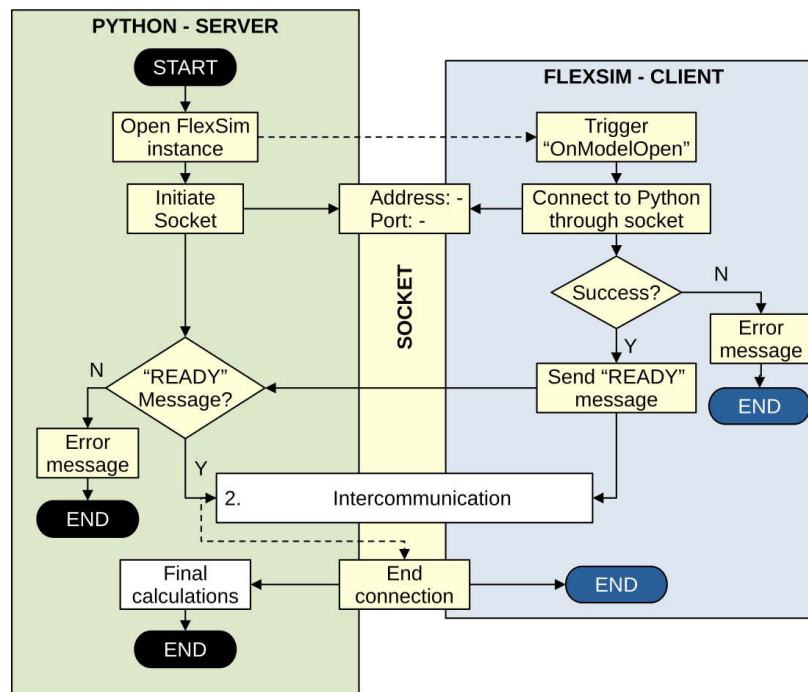 PYTHON - SERVER
START
FLEXSIM - CLIENT
Open FlexSim
instance
Trigger
“OnModelOpen”
Initiate
Socket
Address: -
Port: -
Connect to Python
through socket
SOCKET
Success?
N
Y
Error
message
END
“READY”
Message?
N
Y
Send “READY”
message
Error
message
END
2. Intercommunication
Final
calculations
End
connection
END
END